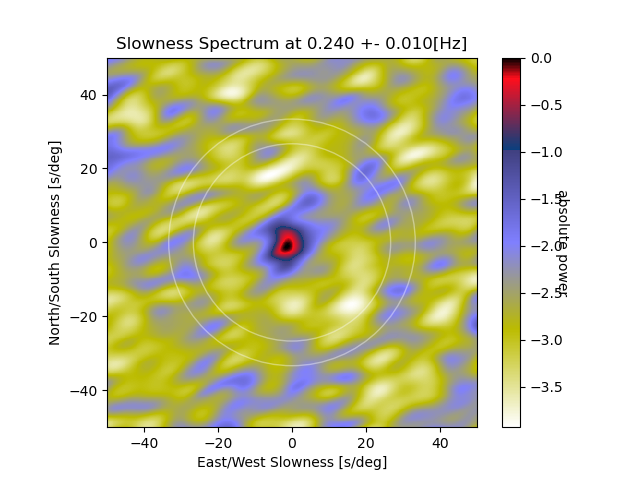 Slowness Spectrum at 0.240 +- 0.010[Hz]
North/South Slowness [s/deg]
40
20
0
−20
−40
−40 −20 0 20 40
East/West Slowness [s/deg]
0.0
−0.5
−1.0
−1.5
−2.0
−2.5
−3.0
−3.5
absolute power